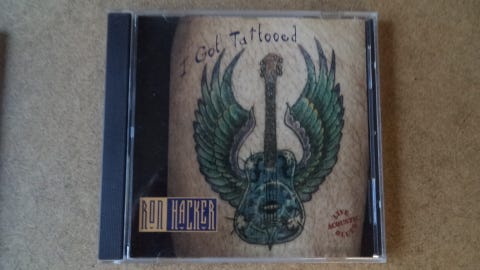 I Got Tattooed
RON HACKER
LIVE
ACOUSTIC
BLUES